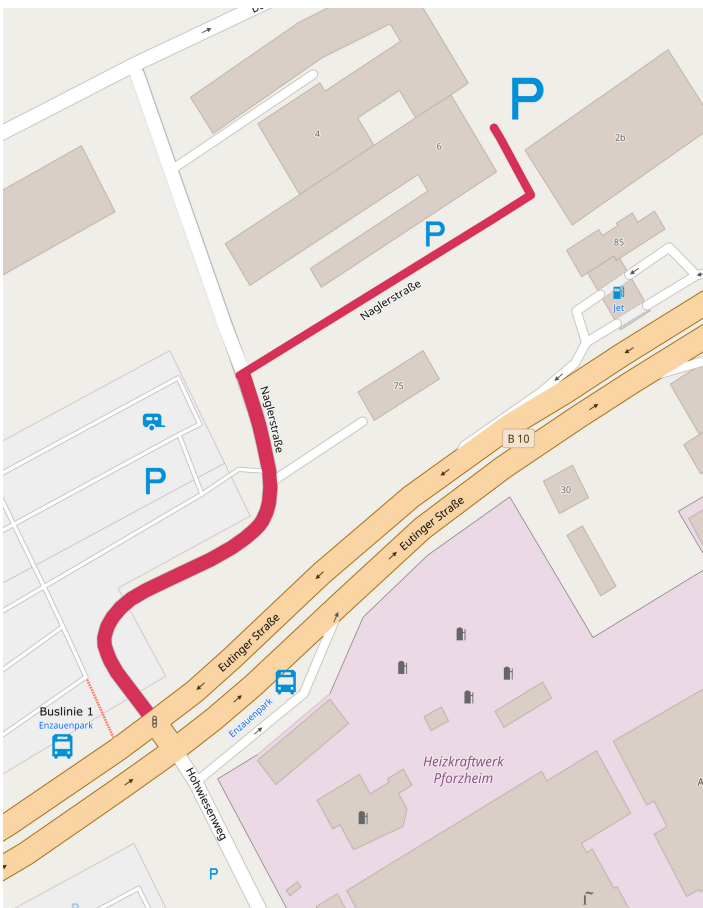 4
P
6
2b
P
85
Jet
Naglerstraße
Naglerstraße
75
B 10
P
30
Eutinger Straße
Eutinger Straße
Buslinie 1
Enzauenpark
Enzauenpark
Heizkraftwerk
Pforzheim
Hohwiesenweg
P
A